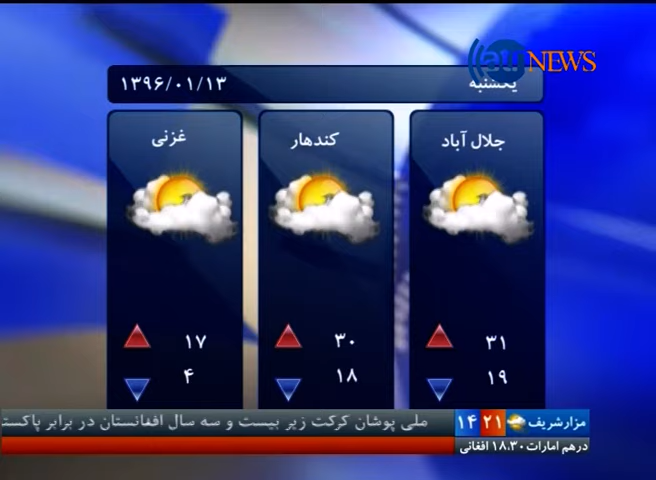 atn NEWS
یکشنبه ۱۳۹۶/۰۱/۱۳
جلال آباد
۳۱
۱۹
کندهار
۳۰
۱۸
غزنی
۱۷
۴
مزارشریف ۲۱ ۱۴
ملی پوشان کرکت زیر بیست و سه سال افغانستان در برابر پاکست
درهم امارات ۱۸.۳۰ افغانی